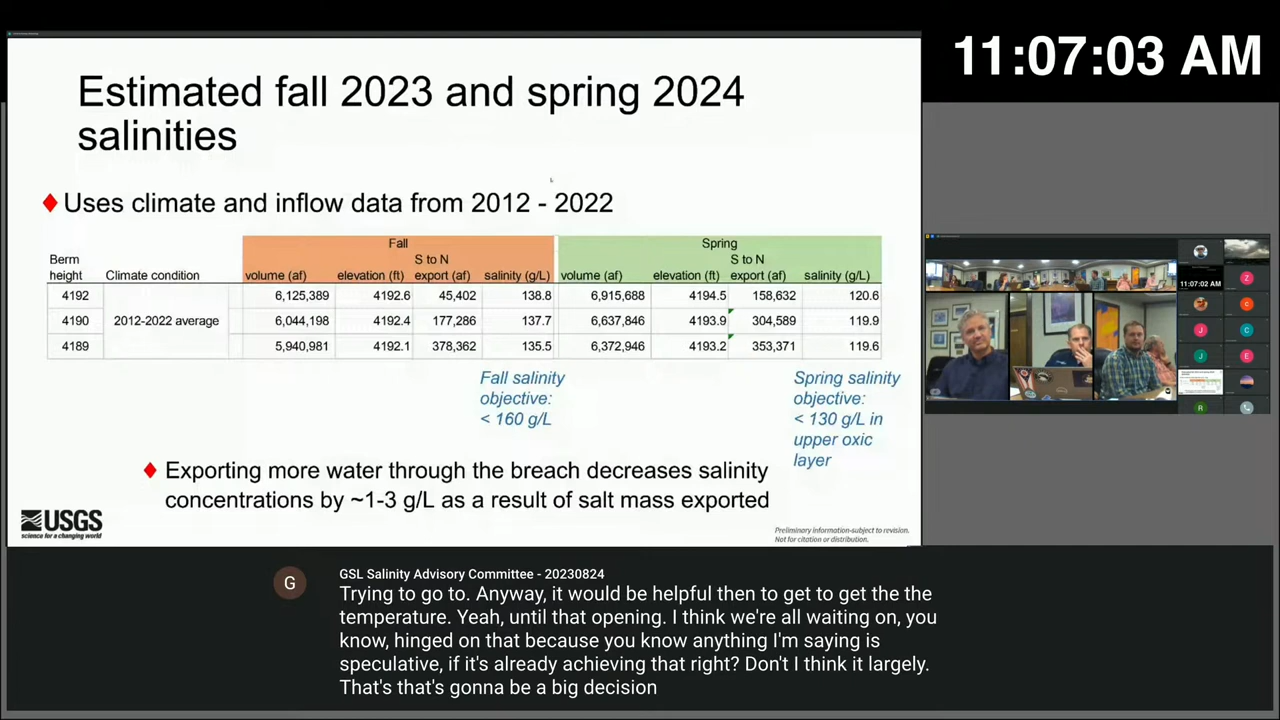 11:07:03 AM
Estimated fall 2023 and spring 2024
salinities
Uses climate and inflow data from 2012 - 2022
Fall Spring
Berm height Climate condition volume (af) elevation (ft) S to N export (af) salinity (g/L) volume (af) elevation (ft) S to N export (af) salinity (g/L)
4192 6,125,389 4192.6 45,402 138.8 6,915,688 4194.5 158,632 120.6
4190 2012-2022 average 6,044,198 4192.4 177,286 137.7 6,637,846 4193.9 304,589 119.9
4189 5,940,981 4192.1 378,362 135.5 6,372,946 4193.2 353,371 119.6
Fall salinity
objective:
< 160 g/L
Spring salinity
objective:
< 130 g/L in
upper oxic
layer
Exporting more water through the breach decreases salinity
concentrations by ~1-3 g/L as a result of salt mass exported
USGS
science for a changing world
Preliminary information-subject to revision.
Not for citation or distribution.
11:07:02 AM
Z
C
J
C
J
E
R
G
GSL Salinity Advisory Committee - 20230824
Trying to go to. Anyway, it would be helpful then to get to get the the
temperature. Yeah, until that opening. I think we're all waiting on, you
know, hinged on that because you know anything I'm saying is
speculative, if it's already achieving that right? Don't I think it largely.
That's that's gonna be a big decision